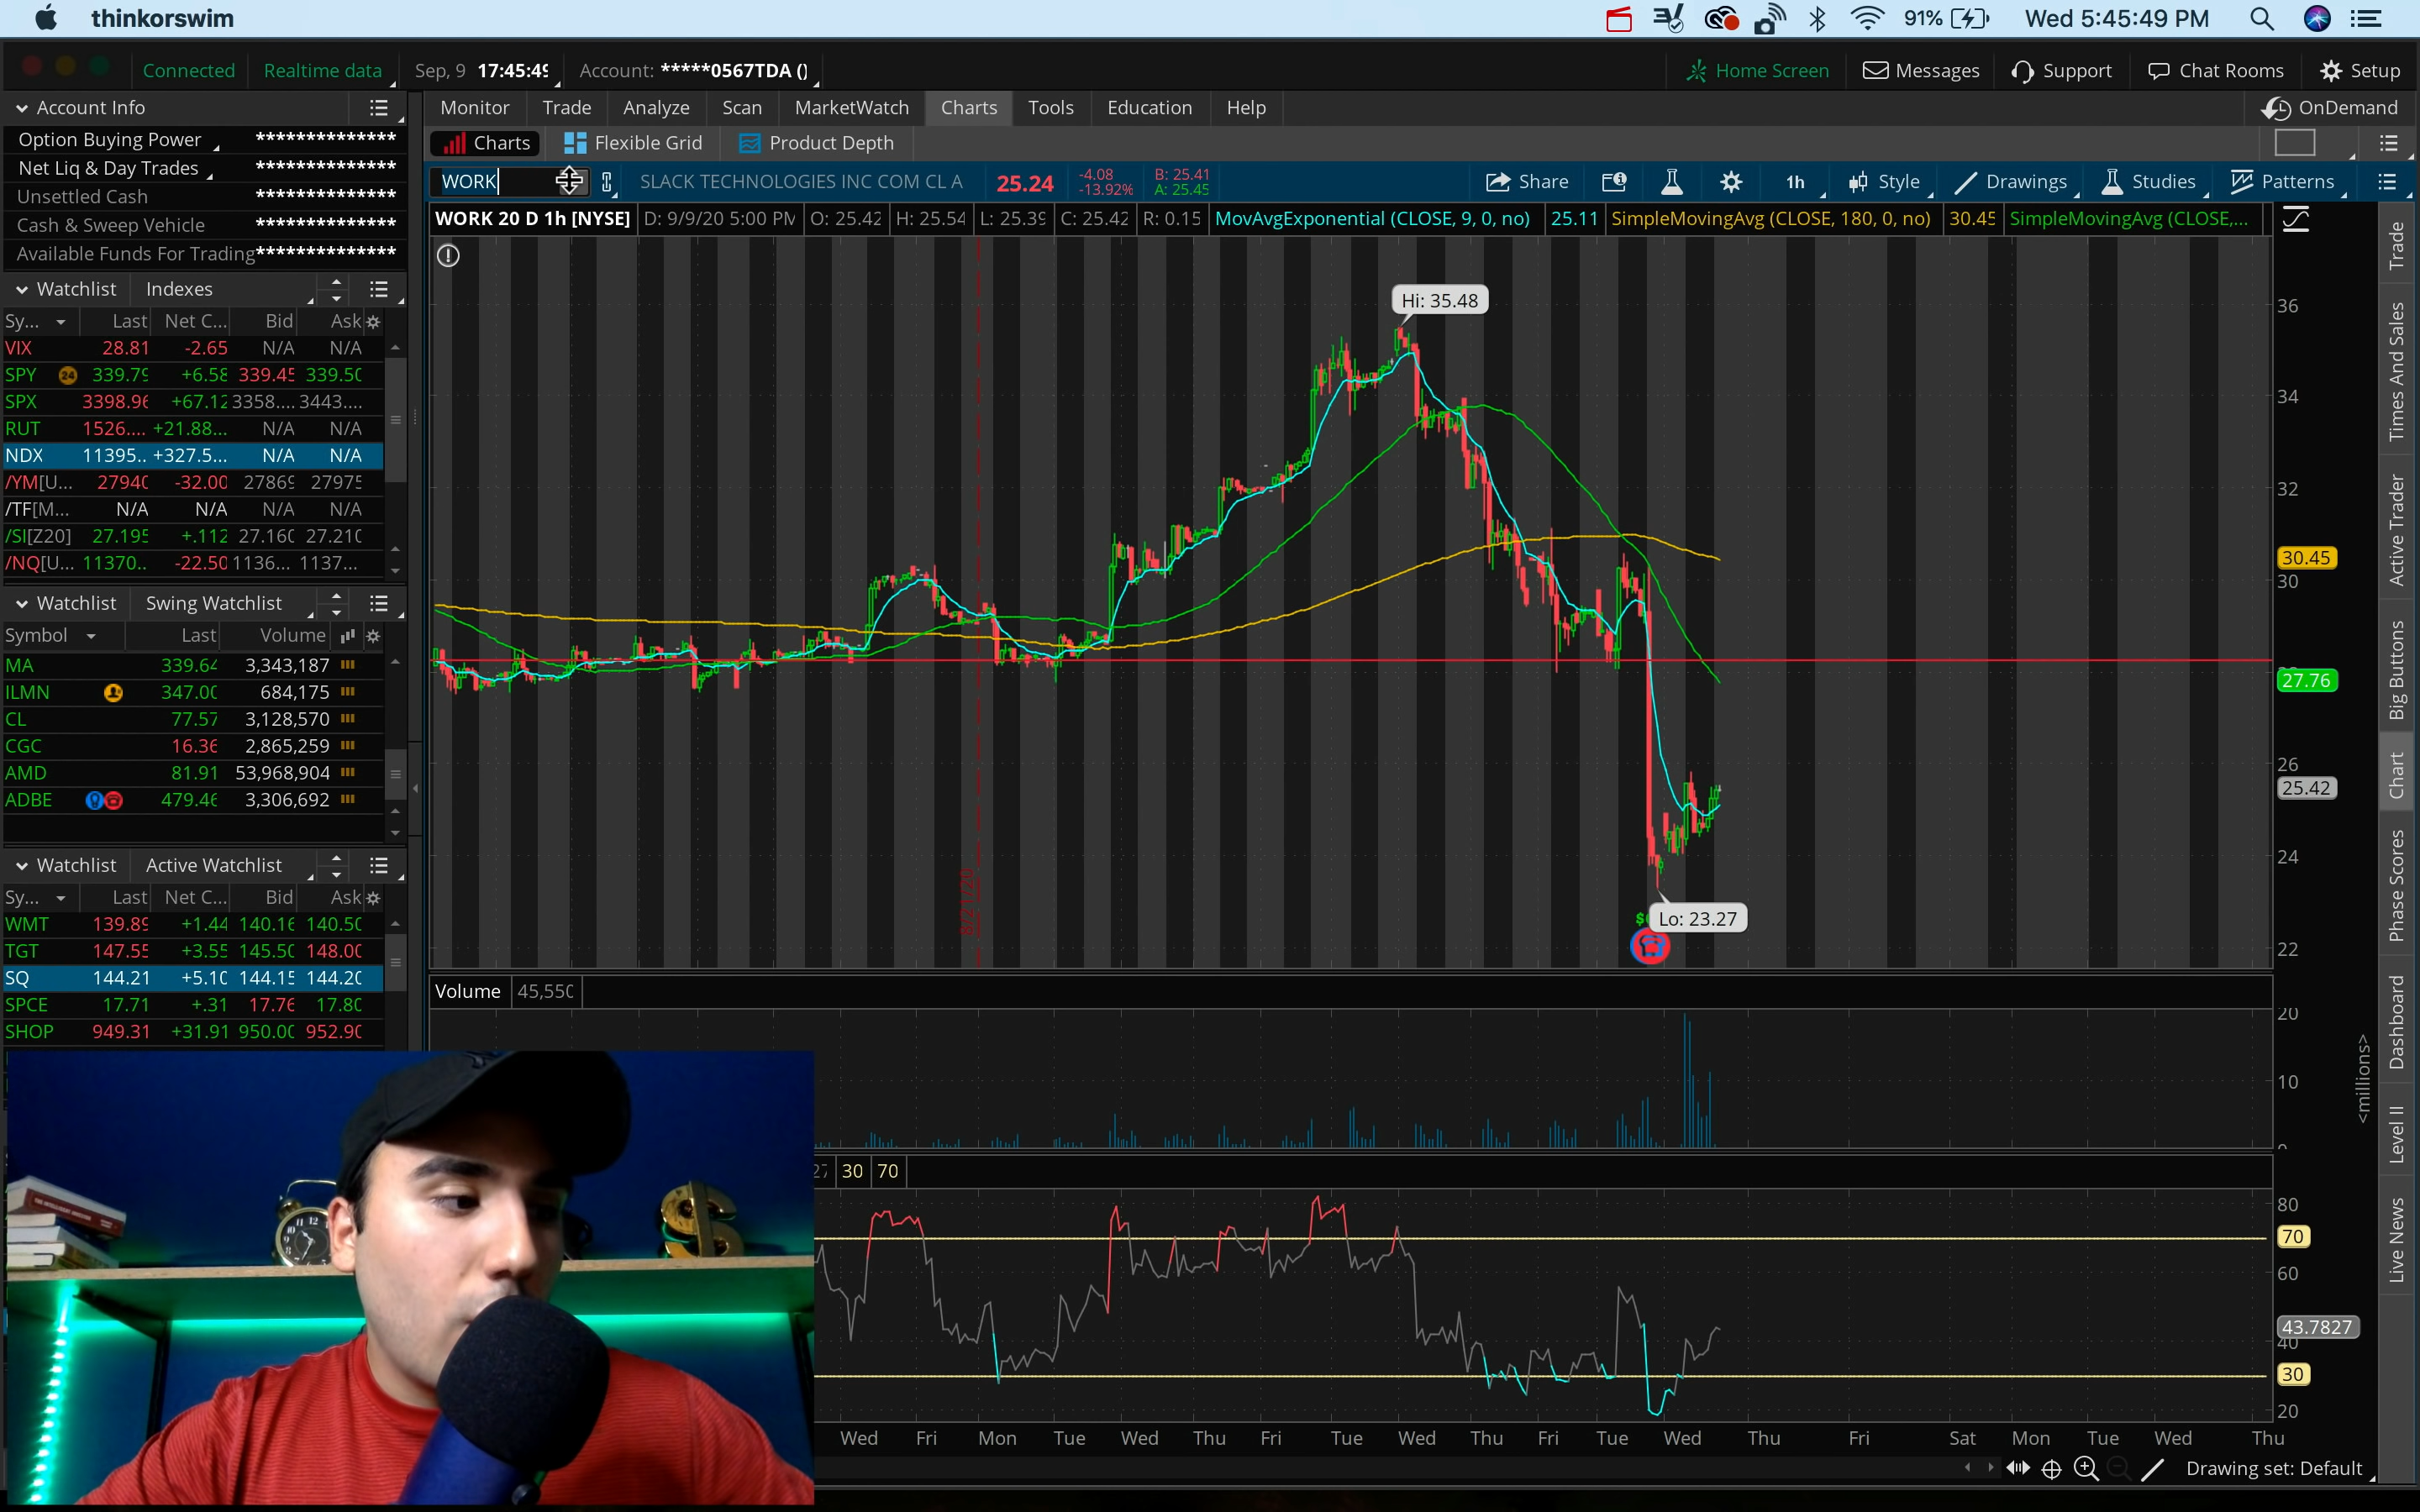 thinkorswim 91% Wed 5:45:49 PM
Connected Realtime data Sep, 9 17:45:49 Account: *****0567TDA () Home Screen Messages Support Chat Rooms Setup
Account Info
Monitor Trade Analyze Scan MarketWatch Charts Tools Education Help OnDemand
Option Buying Power **************
Charts Flexible Grid Product Depth
Net Liq & Day Trades **************
Unsettled Cash **************
Cash & Sweep Vehicle **************
Available Funds For Trading **************
WORK SLACK TECHNOLOGIES INC COM CL A 25.24 -4.08 -13.92% B: 25.41 A: 25.45 Share 1h Style Drawings Studies Patterns
WORK 20 D 1h [NYSE] D: 9/9/20 5:00 PM O: 25.42 H: 25.54 L: 25.39 C: 25.42 R: 0.15 MovAvgExponential (CLOSE, 9, 0, no) 25.11 SimpleMovingAvg (CLOSE, 180, 0, no) 30.45 SimpleMovingAvg (CLOSE,...
Watchlist Indexes
Sy... Last Net C... Bid Ask
VIX 28.81 -2.65 N/A N/A
SPY 24 339.79 +6.58 339.45 339.50
SPX 3398.96 +67.12 3358.... 3443....
RUT 1526.... +21.88... N/A N/A
NDX 11395.. +327.5... N/A N/A
/YM[U... 27940 -32.00 27869 27975
/TF[M... N/A N/A N/A N/A
/SI[Z20] 27.195 +.112 27.160 27.210
/NQ[U... 11370.. -22.50 1136... 1137...
Watchlist Swing Watchlist
Symbol Last Volume
MA 339.64 3,343,187
ILMN 347.00 684,175
CL 77.57 3,128,570
CGC 16.36 2,865,259
AMD 81.91 53,968,904
ADBE 479.46 3,306,692
Watchlist Active Watchlist
Sy... Last Net C... Bid Ask
WMT 139.89 +1.44 140.16 140.50
TGT 147.55 +3.55 145.50 148.00
SQ 144.21 +5.10 144.15 144.20
SPCE 17.71 +.31 17.76 17.80
SHOP 949.31 +31.91 950.00 952.90
Hi: 35.48
Lo: 23.27
8/21/20
36
34
32
30.45
30
27.76
26
25.42
24
22
Volume 45,550
20
10
<millions>
30 70
80
70
60
43.7827
40
30
20
Wed Fri Mon Tue Wed Thu Fri Tue Wed Thu Fri Tue Wed Thu Fri Sat Mon Tue Wed Thu
Drawing set: Default
Trade
Times And Sales
Active Trader
Big Buttons
Chart
Phase Scores
Dashboard
Level II
Live News